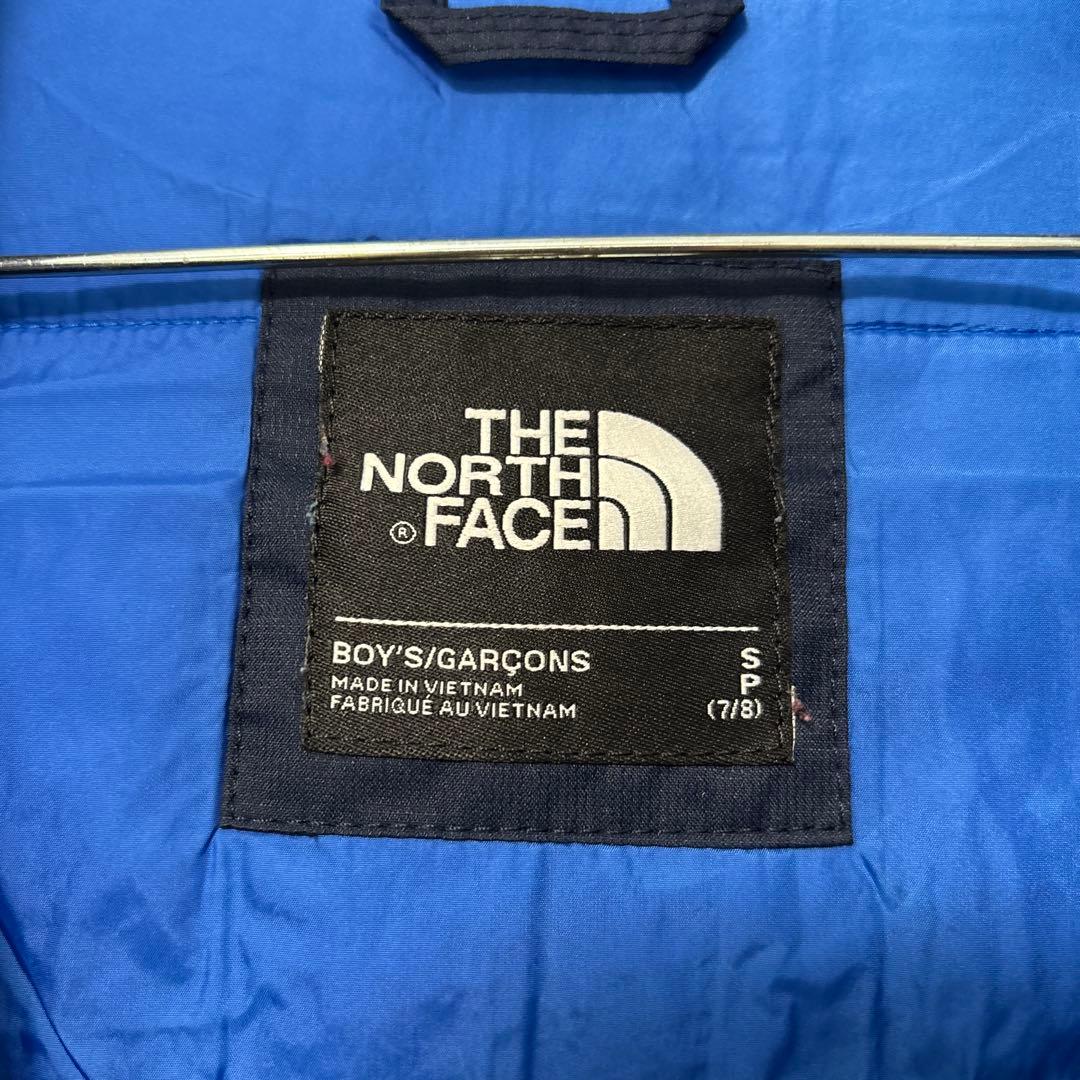 THE
NORTH
® FACE
BOY'S/GARÇONS S
MADE IN VIETNAM P
FABRIQUÉ AU VIETNAM (7/8)